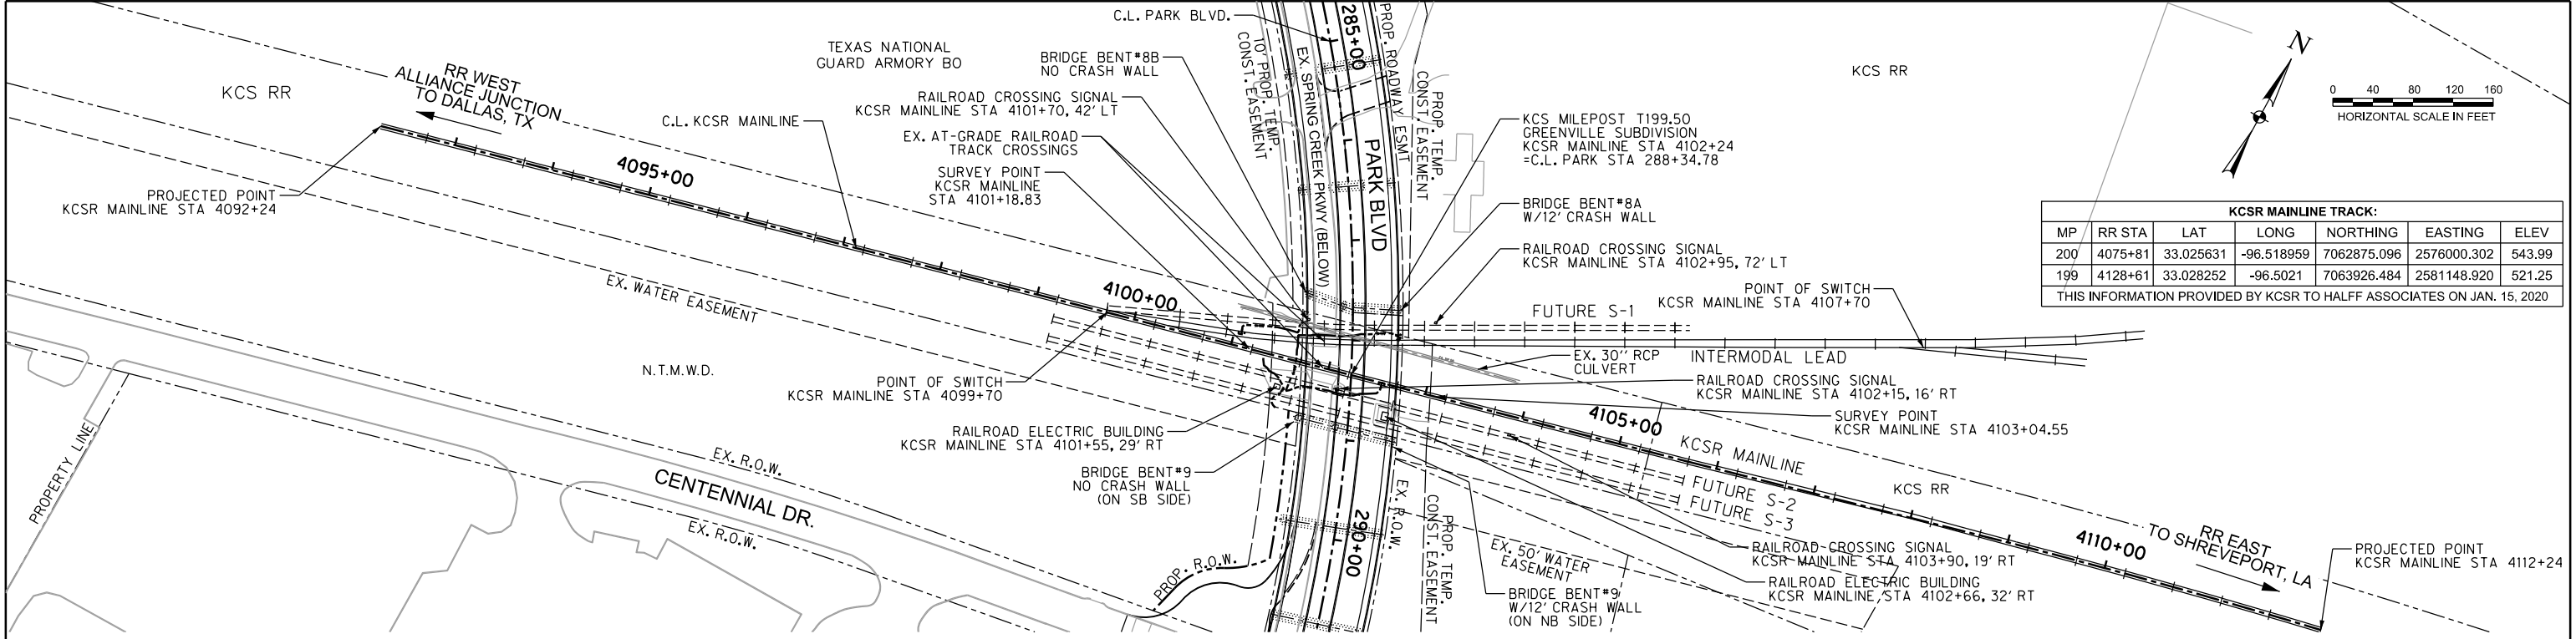 C.L. PARK BLVD.
TEXAS NATIONAL
GUARD ARMORY BO
BRIDGE BENT#8B
NO CRASH WALL
RR WEST
ALLIANCE JUNCTION
TO DALLAS, TX
KCS RR
RAILROAD CROSSING SIGNAL
KCSR MAINLINE STA 4101+70, 42' LT
C.L. KCSR MAINLINE
EX. AT-GRADE RAILROAD
TRACK CROSSINGS
4095+00
SURVEY POINT
KCSR MAINLINE
STA 4101+18.83
PROJECTED POINT
KCSR MAINLINE STA 4092+24
TO PROP. TEMP.
CONST. EASEMENT
EX. SPRING CREEK PKWY (BELOW)
285+00
PARK BLVD
PROP. ROADWAY ESMT
PROP. TEMP.
CONST. EASEMENT
KCS MILEPOST T199.50
GREENVILLE SUBDIVISION
KCSR MAINLINE STA 4102+24
=C.L. PARK STA 288+34.78
BRIDGE BENT#8A
W/12' CRASH WALL
RAILROAD CROSSING SIGNAL
KCSR MAINLINE STA 4102+95, 72' LT
KCS RR
N
0 40 80 120 160
HORIZONTAL SCALE IN FEET
KCSR MAINLINE TRACK:
MP RR STA LAT LONG NORTHING EASTING ELEV
200 4075+81 33.025631 -96.518959 7062875.096 2576000.302 543.99
199 4128+61 33.028252 -96.5021 7063926.484 2581148.920 521.25
THIS INFORMATION PROVIDED BY KCSR TO HALFF ASSOCIATES ON JAN. 15, 2020
POINT OF SWITCH
KCSR MAINLINE STA 4107+70
FUTURE S-1
INTERMODAL LEAD
EX. 30'' RCP
CULVERT
4100+00
EX. WATER EASEMENT
N.T.M.W.D.
POINT OF SWITCH
KCSR MAINLINE STA 4099+70
RAILROAD ELECTRIC BUILDING
KCSR MAINLINE STA 4101+55, 29' RT
BRIDGE BENT#9
NO CRASH WALL
(ON SB SIDE)
RAILROAD CROSSING SIGNAL
KCSR MAINLINE STA 4102+15, 16' RT
SURVEY POINT
KCSR MAINLINE STA 4103+04.55
4105+00
KCSR MAINLINE
KCS RR
FUTURE S-2
FUTURE S-3
4110+00
RR EAST
TO SHREVEPORT, LA
PROJECTED POINT
KCSR MAINLINE STA 4112+24
RAILROAD CROSSING SIGNAL
KCSR MAINLINE STA 4103+90, 19' RT
RAILROAD ELECTRIC BUILDING
KCSR MAINLINE STA 4102+66, 32' RT
EX. 50' WATER
EASEMENT
BRIDGE BENT#9
W/12' CRASH WALL
(ON NB SIDE)
290+00
EX. R.O.W.
PROP. TEMP.
CONST. EASEMENT
PROP. R.O.W.
EX. R.O.W.
CENTENNIAL DR.
EX. R.O.W.
PROPERTY LINE